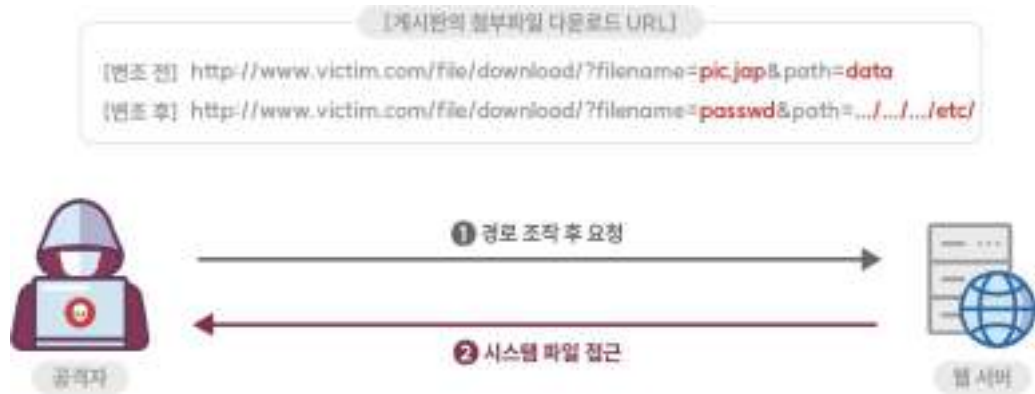 [게시판의 첨부파일 다운로드 URL]
[변조 전] http://www.victim.com/file/download/?filename=pic.jap&path=data
[변조 후] http://www.victim.com/file/download/?filename=passwd&path=.../.../.../etc/
1 경로 조작 후 요청
2 시스템 파일 접근
공격자
웹 서버